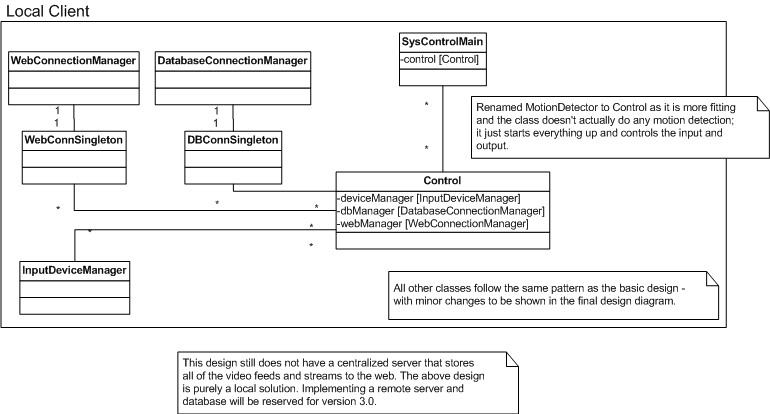 Local Client
SysControlMain
-control [Control]
WebConnectionManager
DatabaseConnectionManager
1
1
1
1
*
*
WebConnSingleton
DBConnSingleton
Renamed MotionDetector to Control as it is more fitting
and the class doesn't actually do any motion detection;
it just starts everything up and controls the input and
output.
Control
-deviceManager [InputDeviceManager]
-dbManager [DatabaseConnectionManager]
-webManager [WebConnectionManager]
*
*
*
*
*
*
InputDeviceManager
All other classes follow the same pattern as the basic design -
with minor changes to be shown in the final design diagram.
This design still does not have a centralized server that stores
all of the video feeds and streams to the web. The above design
is purely a local solution. Implementing a remote server and
database will be reserved for version 3.0.